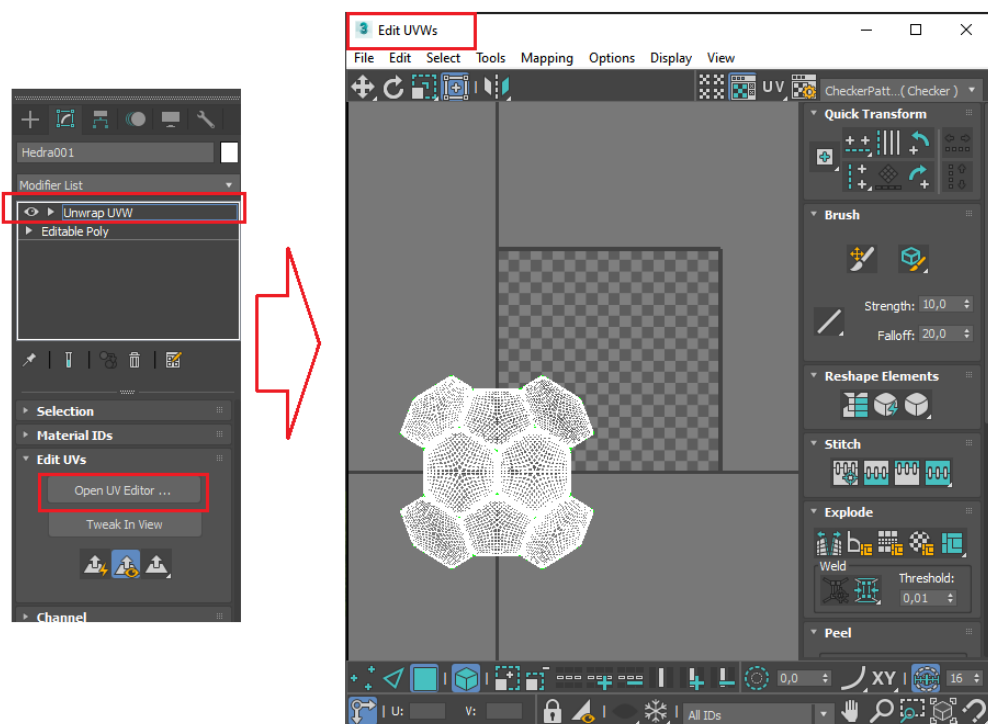 Hedra001
Modifier List
Unwrap UVW
Editable Poly
Selection
Material IDs
Edit UVs
Open UV Editor ...
Tweak In View
Channel
3 Edit UVWs
File Edit Select Tools Mapping Options Display View
UV CheckerPatt...( Checker )
Quick Transform
Brush
Strength: 10,0
Falloff: 20,0
Reshape Elements
Stitch
Explode
Weld
Threshold:
0,01
Peel
0,0 XY 16
U: V: All IDs